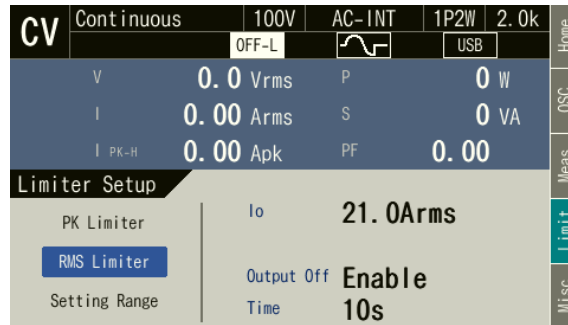 CV Continuous 100V AC-INT 1P2W 2.0k
OFF-L USB
V 0.0 Vrms P 0 W
I 0.00 Arms S 0 VA
I PK-H 0.00 Apk PF 0.00
Limiter Setup
PK Limiter
RMS Limiter
Setting Range
Io 21.0Arms
Output Off Enable
Time 10s
Home
OSC
Meas
Limit
Misc